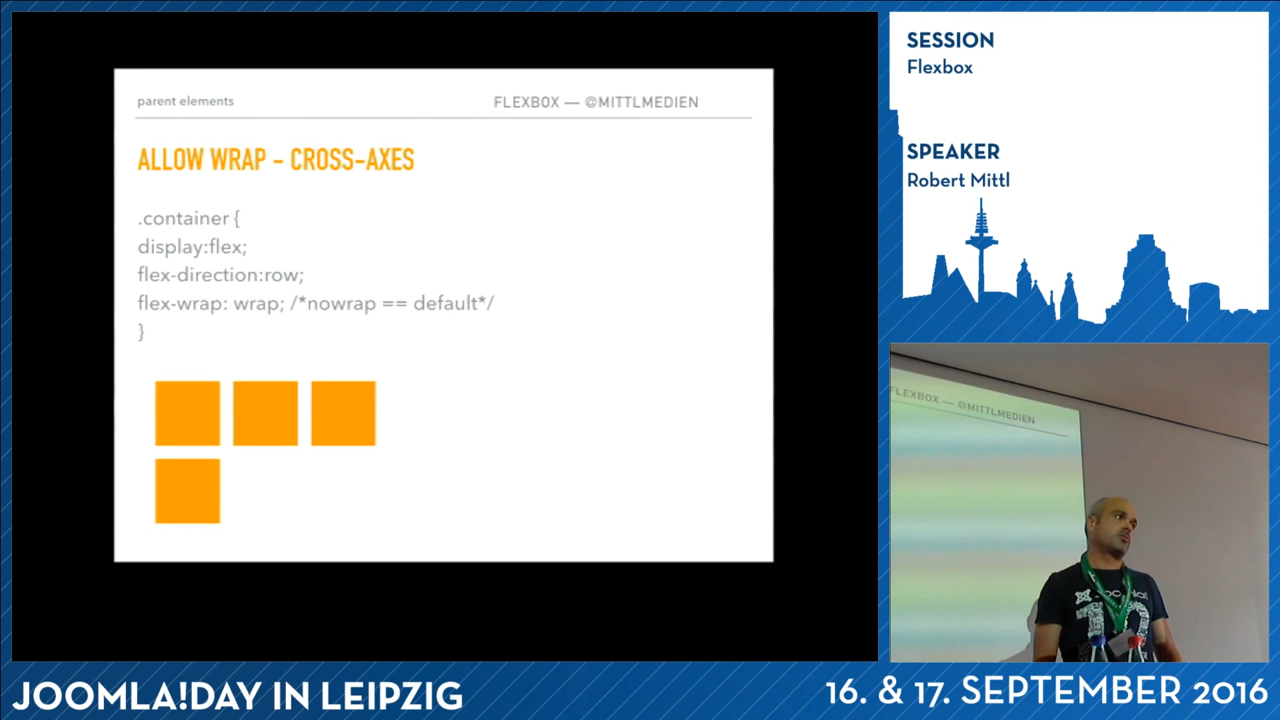 parent elements
FLEXBOX — @MITTLMEDIEN
ALLOW WRAP - CROSS-AXES
.container {
display:flex;
flex-direction:row;
flex-wrap: wrap; /*nowrap == default*/
}
SESSION
Flexbox
SPEAKER
Robert Mittl
FLEXBOX — @MITTLMEDIEN
JOOMLA!DAY IN LEIPZIG
16. & 17. SEPTEMBER 2016